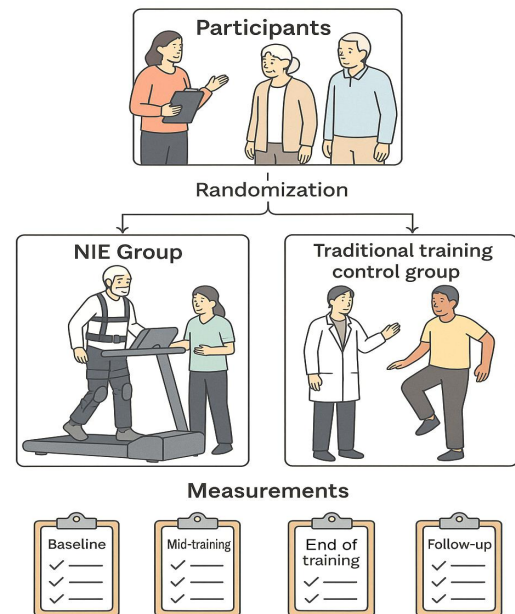 Participants
Randomization
NIE Group
Traditional training
control group
Measurements
Baseline
Mid-training
End of
training
Follow-up